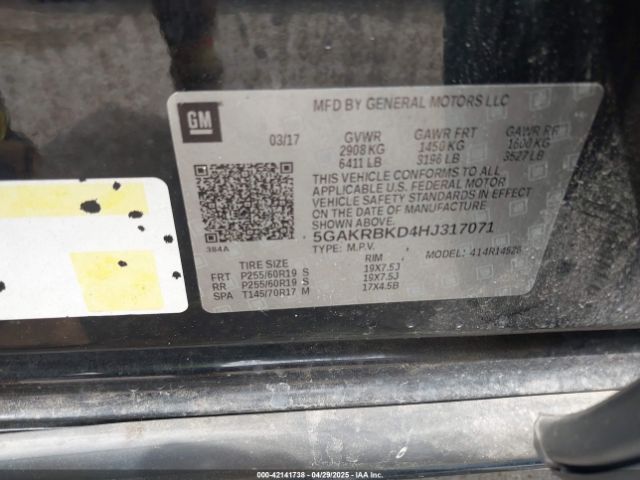 GM
MFD BY GENERAL MOTORS LLC
03/17 GVWR GAWR FRT GAWR RR
2908 KG 1450 KG 1600 KG
6411 LB 3196 LB 3527 LB
THIS VEHICLE CONFORMS TO ALL
APPLICABLE U.S. FEDERAL MOTOR
VEHICLE SAFETY STANDARDS IN EFFECT
ON THE DATE OF MANUFACTURE SHOWN ABOVE.
5GAKRBKD4HJ317071
384A
TYPE: M.P.V. MODEL: 414R14526
TIRE SIZE RIM
FRT P255/60R19 S 19X7.5J
RR P255/60R19 S 19X7.5J
SPA T145/70R17 M 17X4.5B
000-42141738 04/29/2025 IAAI.CA